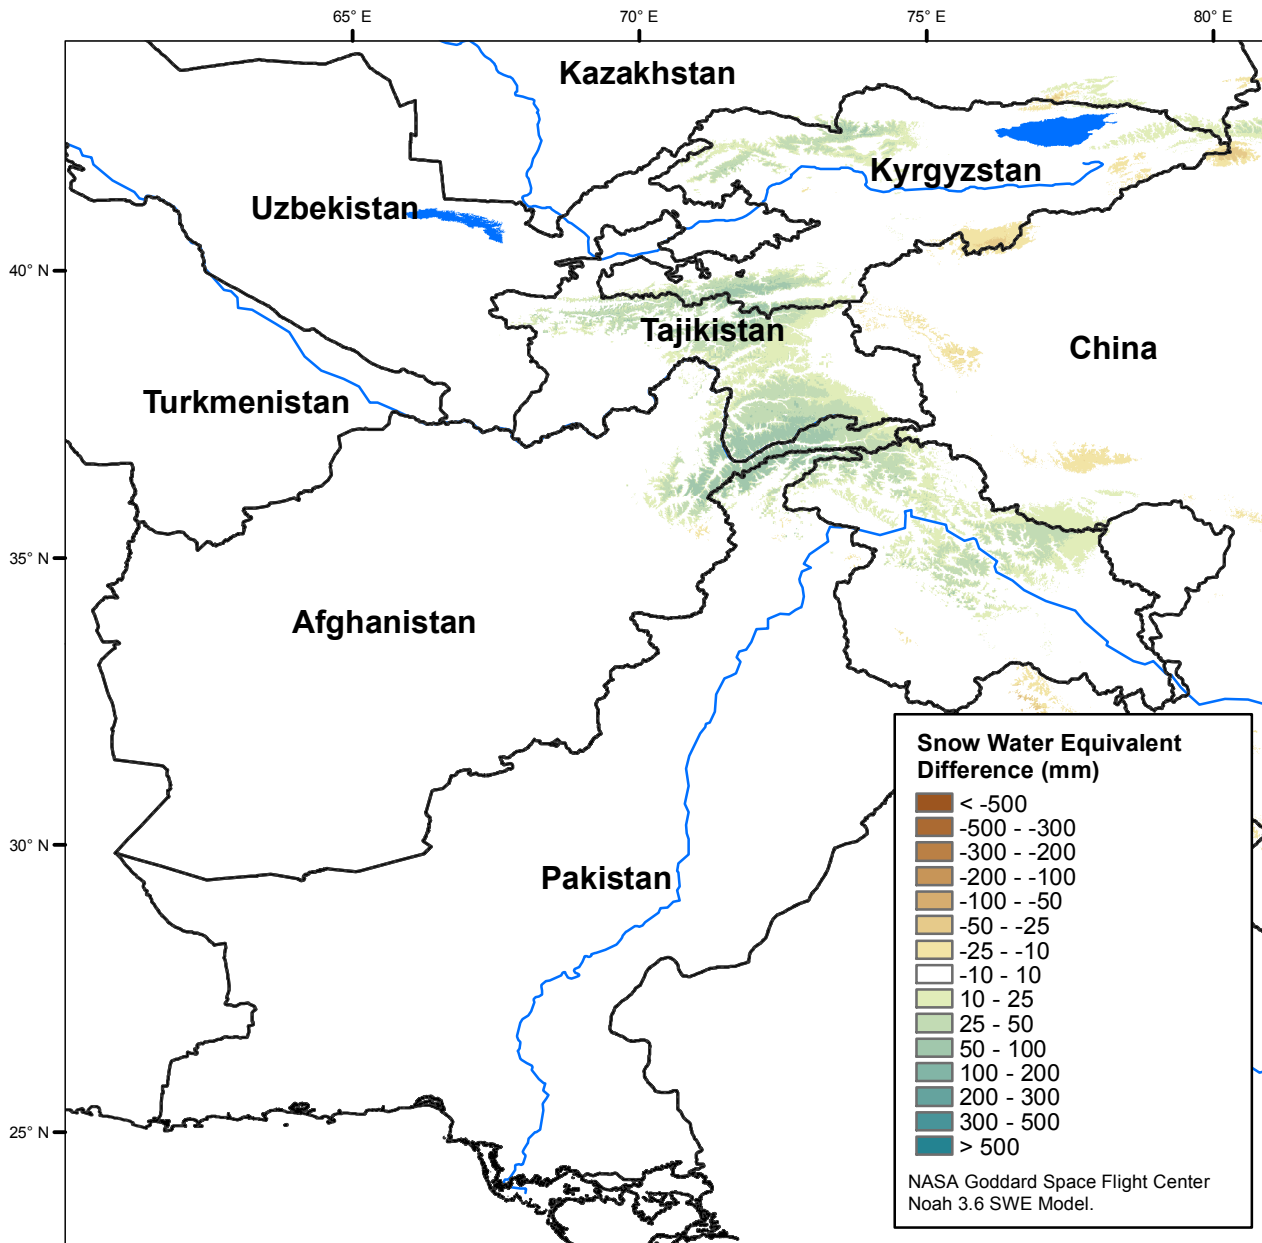 65° E
70° E
75° E
80° E
Kazakhstan
Kyrgyzstan
Uzbekistan
40° N
Tajikistan
China
Turkmenistan
35° N
Afghanistan
Snow Water Equivalent
Difference (mm)
< -500
-500 - -300
-300 - -200
-200 - -100
-100 - -50
-50 - -25
-25 - -10
-10 - 10
10 - 25
25 - 50
50 - 100
100 - 200
200 - 300
300 - 500
> 500
NASA Goddard Space Flight Center
Noah 3.6 SWE Model.
30° N
Pakistan
25° N